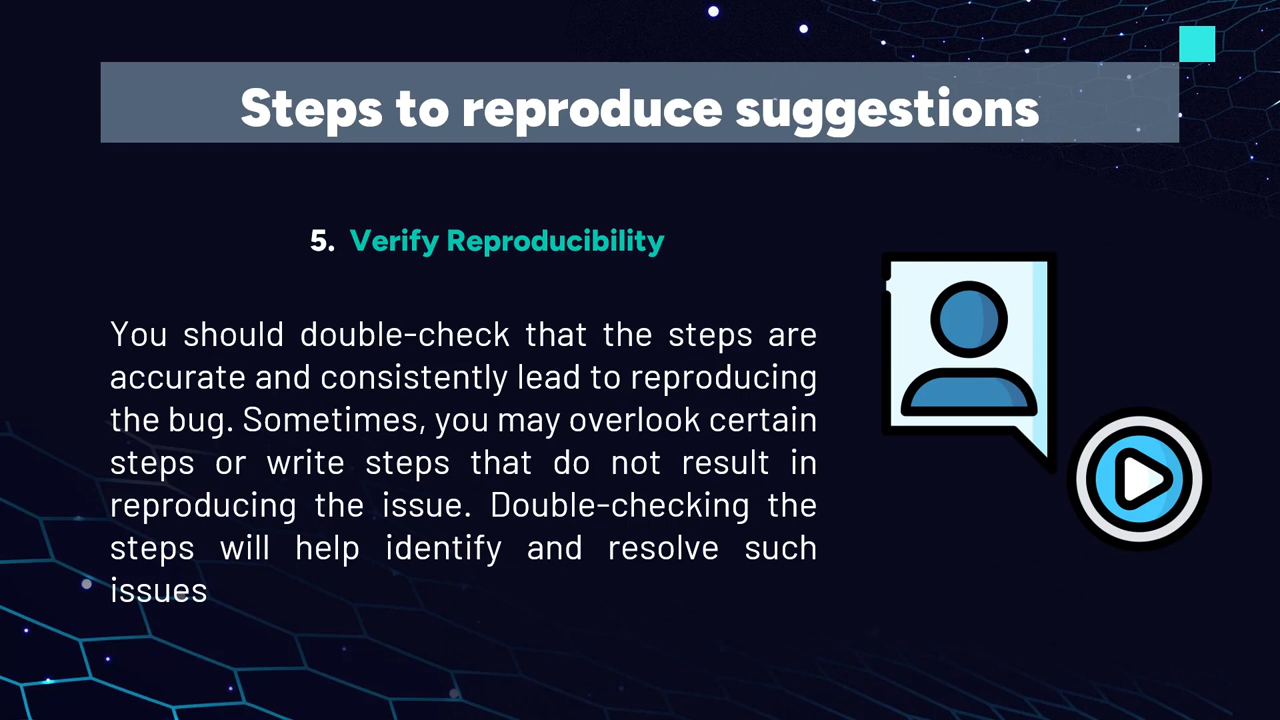 Steps to reproduce suggestions
5. Verify Reproducibility
You should double-check that the steps are
accurate and consistently lead to reproducing
the bug. Sometimes, you may overlook certain
steps or write steps that do not result in
reproducing the issue. Double-checking the
steps will help identify and resolve such
issues